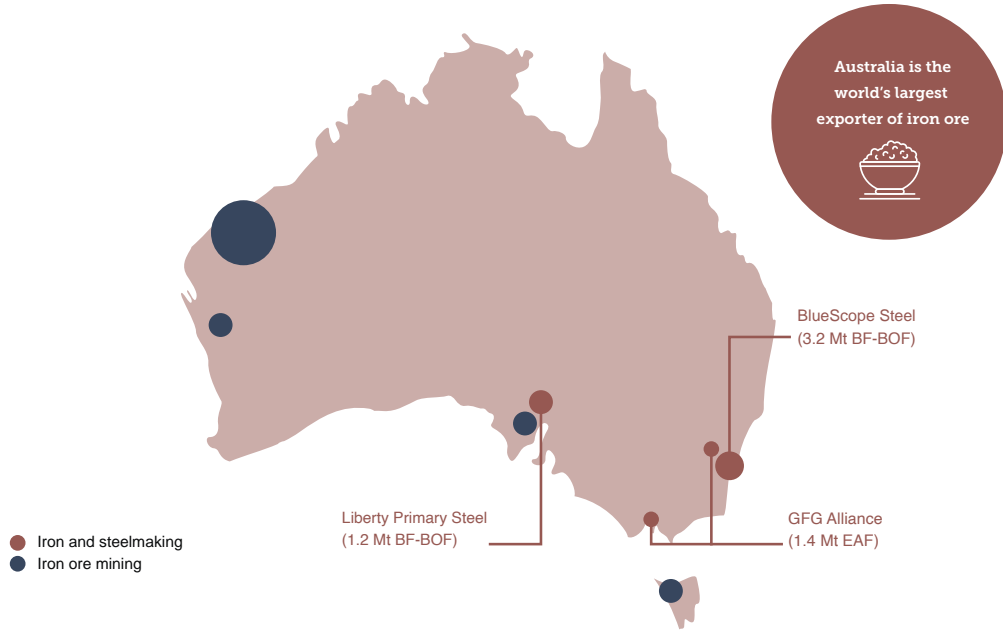 Australia is the
world's largest
exporter of iron ore
BlueScope Steel
(3.2 Mt BF-BOF)
Liberty Primary Steel
(1.2 Mt BF-BOF)
GFG Alliance
(1.4 Mt EAF)
Iron and steelmaking
Iron ore mining